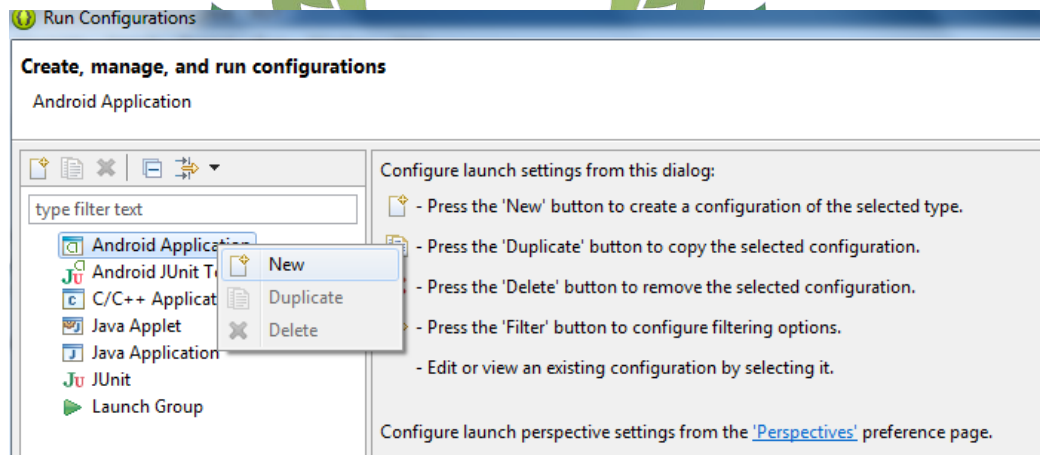 Run Configurations
Create, manage, and run configurations
Android Application
type filter text
Android Application
Android JUnit T
C/C++ Applicat
Java Applet
Java Application
JUnit
Launch Group
New
Duplicate
Delete
Configure launch settings from this dialog:
- Press the 'New' button to create a configuration of the selected type.
- Press the 'Duplicate' button to copy the selected configuration.
- Press the 'Delete' button to remove the selected configuration.
- Press the 'Filter' button to configure filtering options.
- Edit or view an existing configuration by selecting it.
Configure launch perspective settings from the 'Perspectives' preference page.